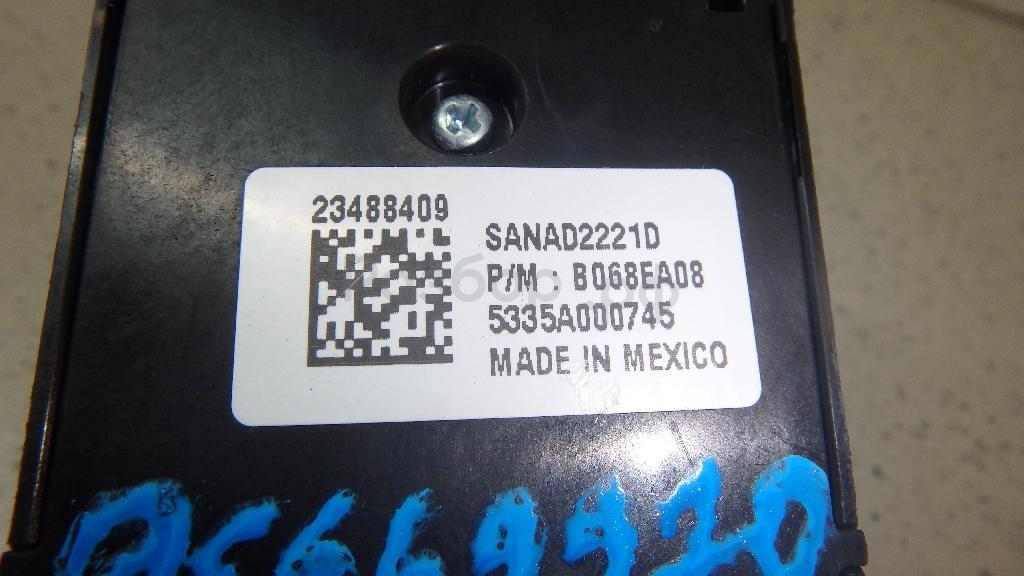 23488409
SANAD2221D
P/M : B068EA08
5335A000745
MADE IN MEXICO